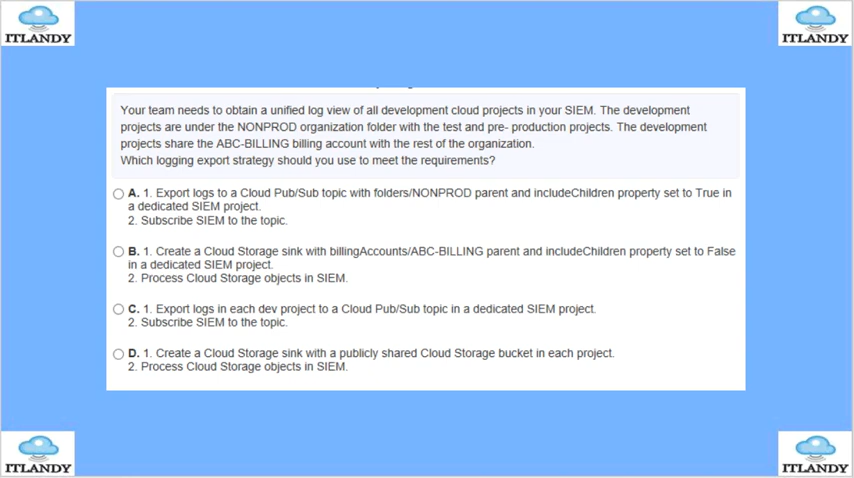 ITLANDY
ITLANDY
Your team needs to obtain a unified log view of all development cloud projects in your SIEM. The development
projects are under the NONPROD organization folder with the test and pre- production projects. The development
projects share the ABC-BILLING billing account with the rest of the organization.
Which logging export strategy should you use to meet the requirements?
A. 1. Export logs to a Cloud Pub/Sub topic with folders/NONPROD parent and includeChildren property set to True in
a dedicated SIEM project.
2. Subscribe SIEM to the topic.
B. 1. Create a Cloud Storage sink with billingAccounts/ABC-BILLING parent and includeChildren property set to False
in a dedicated SIEM project.
2. Process Cloud Storage objects in SIEM.
C. 1. Export logs in each dev project to a Cloud Pub/Sub topic in a dedicated SIEM project.
2. Subscribe SIEM to the topic.
D. 1. Create a Cloud Storage sink with a publicly shared Cloud Storage bucket in each project.
2. Process Cloud Storage objects in SIEM.
ITLANDY
ITLANDY